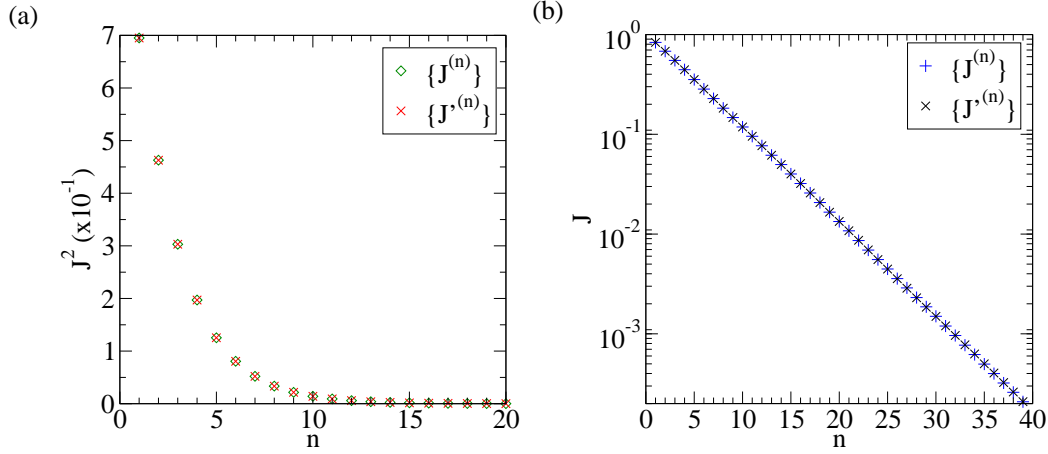 (a)
7
6
5
4
3
2
1
0
J² (x10⁻¹)
0 5 10 15 20
n
{J⁽ⁿ⁾}
{J’⁽ⁿ⁾}
(b)
10⁰
10⁻¹
10⁻²
10⁻³
J
0 5 10 15 20 25 30 35 40
n
{J⁽ⁿ⁾}
{J’⁽ⁿ⁾}